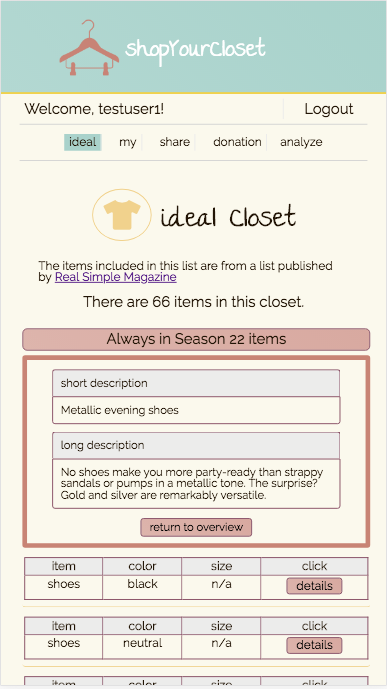 shopYourCloset
Welcome, testuser1! Logout
ideal my share donation analyze
ideal Closet
The items included in this list are from a list published
by Real Simple Magazine
There are 66 items in this closet.
Always in Season 22 items
short description
Metallic evening shoes
long description
No shoes make you more party-ready than strappy
sandals or pumps in a metallic tone. The surprise?
Gold and silver are remarkably versatile.
return to overview
item color size click
shoes black n/a details
item color size click
shoes neutral n/a details
item color size click